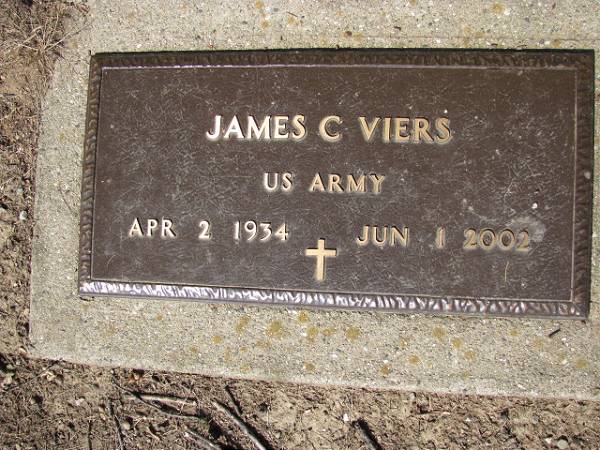 JAMES C VIERS
US ARMY
APR 2 1934 JUN 1 2002